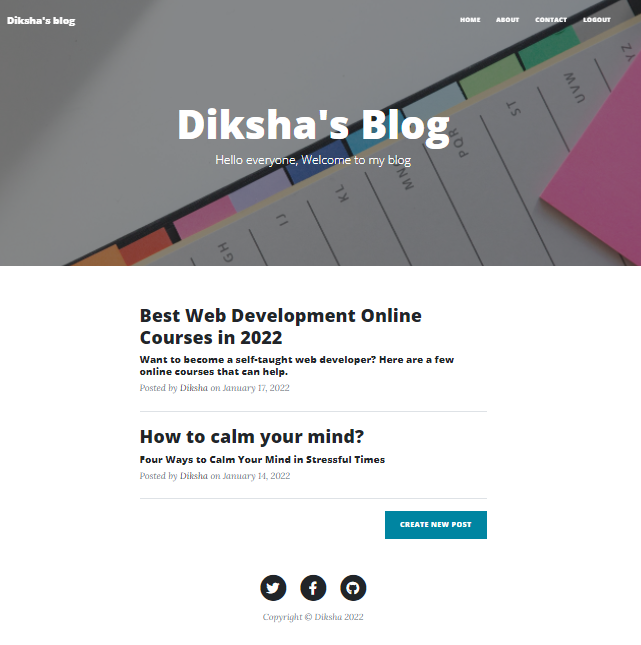 Diksha's blog
HOME ABOUT CONTACT LOGOUT
YZ
UVW
ST
PQR
MN
KL
IJ
GH
Diksha's Blog
Hello everyone, Welcome to my blog
Best Web Development Online
Courses in 2022
Want to become a self-taught web developer? Here are a few
online courses that can help.
Posted by Diksha on January 17, 2022
How to calm your mind?
Four Ways to Calm Your Mind in Stressful Times
Posted by Diksha on January 14, 2022
CREATE NEW POST
Copyright © Diksha 2022